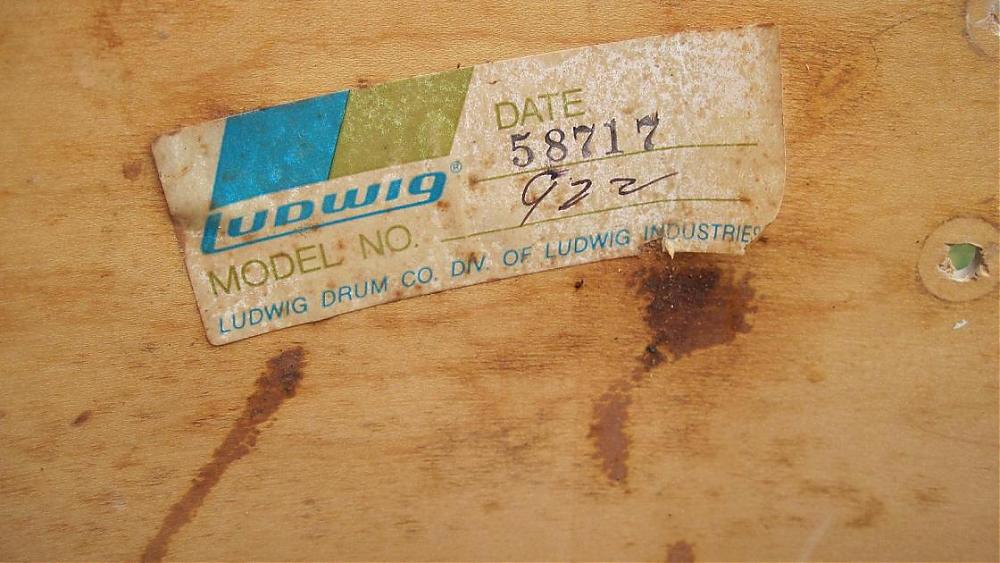 DATE
58717
Ludwig®
922
MODEL NO.
LUDWIG DRUM CO. DIV. OF LUDWIG INDUSTRIES